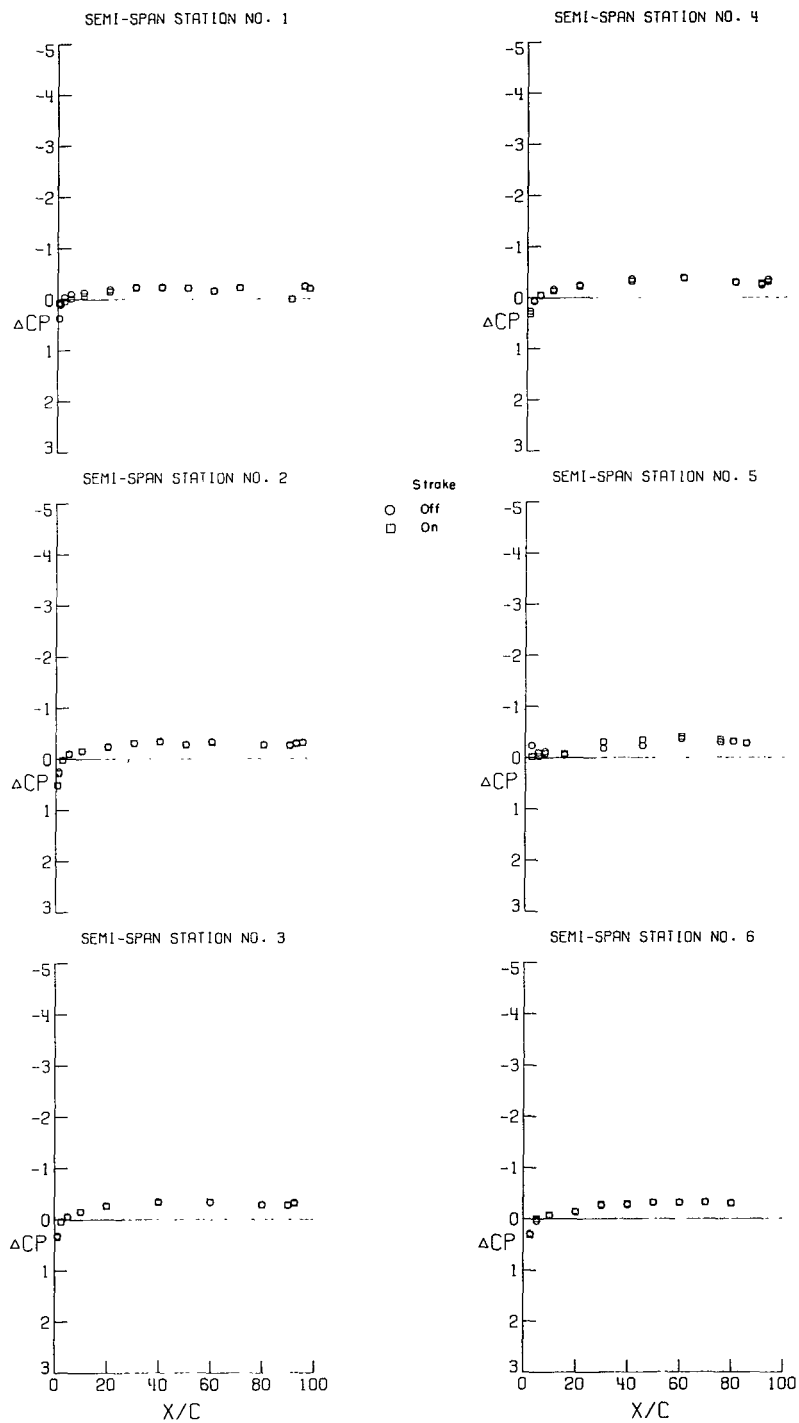 SEMI-SPAN STATION NO. 1
-5
-4
-3
-2
-1
0
ΔCP
1
2
3
SEMI-SPAN STATION NO. 4
-5
-4
-3
-2
-1
0
ΔCP
1
2
3
SEMI-SPAN STATION NO. 2
-5
-4
-3
-2
-1
0
ΔCP
1
2
3
Strake
Off
On
SEMI-SPAN STATION NO. 5
-5
-4
-3
-2
-1
0
ΔCP
1
2
3
SEMI-SPAN STATION NO. 3
-5
-4
-3
-2
-1
0
ΔCP
1
2
3
0 20 40 60 80 100
X/C
SEMI-SPAN STATION NO. 6
-5
-4
-3
-2
-1
0
ΔCP
1
2
3
0 20 40 60 80 100
X/C